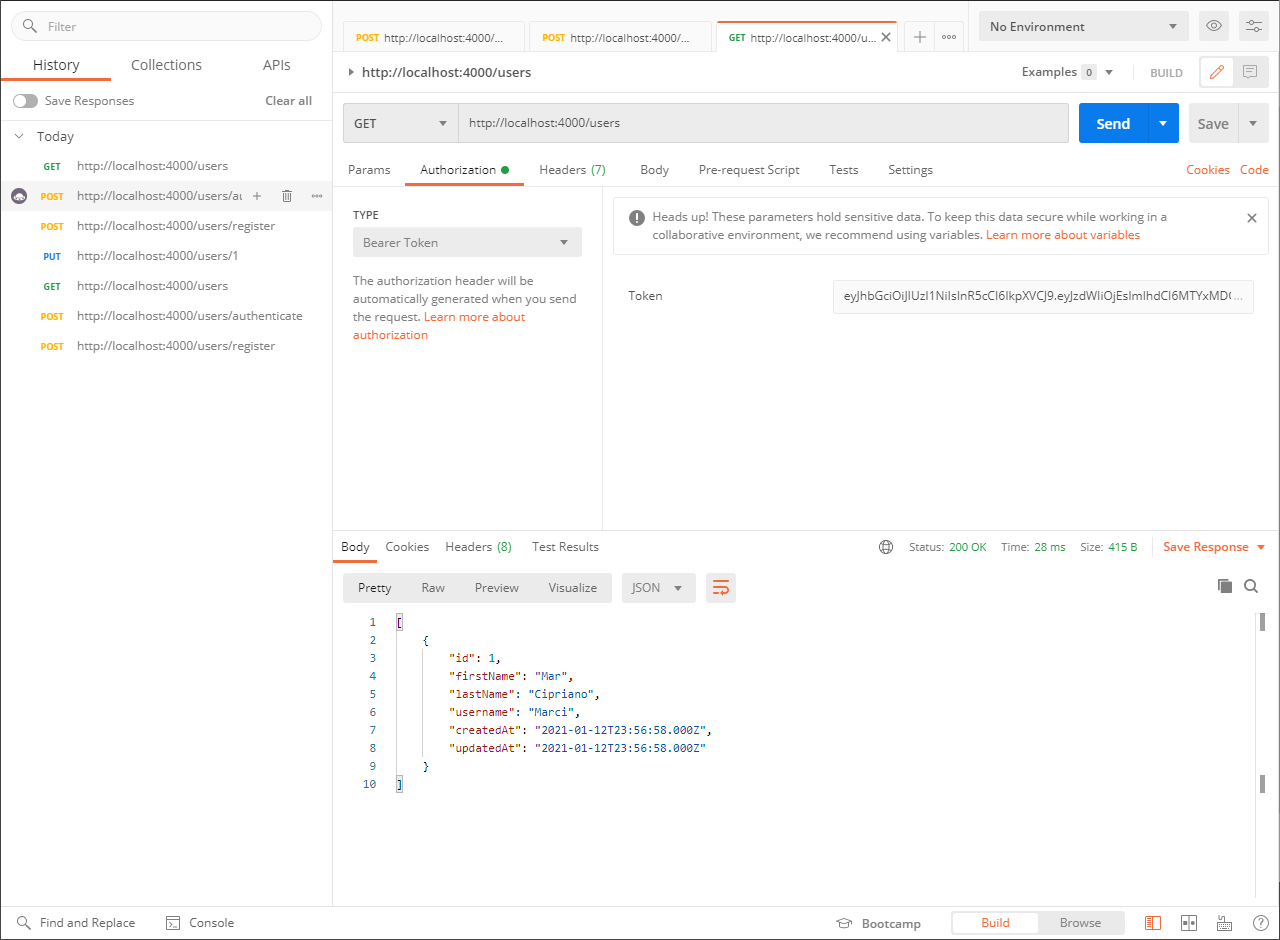 Filter
History Collections APIs
Save Responses Clear all
Today
GET http://localhost:4000/users
POST http://localhost:4000/users/au
POST http://localhost:4000/users/register
PUT http://localhost:4000/users/1
GET http://localhost:4000/users
POST http://localhost:4000/users/authenticate
POST http://localhost:4000/users/register
POST http://localhost:4000/... POST http://localhost:4000/... GET http://localhost:4000/u...
No Environment
http://localhost:4000/users
Examples 0 BUILD
GET http://localhost:4000/users Send Save
Params Authorization Headers (7) Body Pre-request Script Tests Settings Cookies Code
TYPE
Bearer Token
The authorization header will be
automatically generated when you send
the request. Learn more about
authorization
Heads up! These parameters hold sensitive data. To keep this data secure while working in a
collaborative environment, we recommend using variables. Learn more about variables
Token
Body Cookies Headers (8) Test Results Status: 200 OK Time: 28 ms Size: 415 B Save Response
Pretty Raw Preview Visualize JSON
1 [
2 {
3 "id": 1,
4 "firstName": "Mar",
5 "lastName": "Cipriano",
6 "username": "Marci",
7 "createdAt": "2021-01-12T23:56:58.000Z",
8 "updatedAt": "2021-01-12T23:56:58.000Z"
9 }
10 ]
Find and Replace Console Bootcamp Build Browse